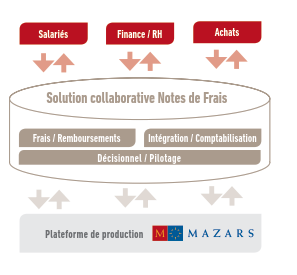 Salariés
Finance / RH
Achats
Solution collaborative Notes de Frais
Frais / Remboursements
Intégration / Comptabilisation
Décisionnel / Pilotage
Plateforme de production
M
MAZARS